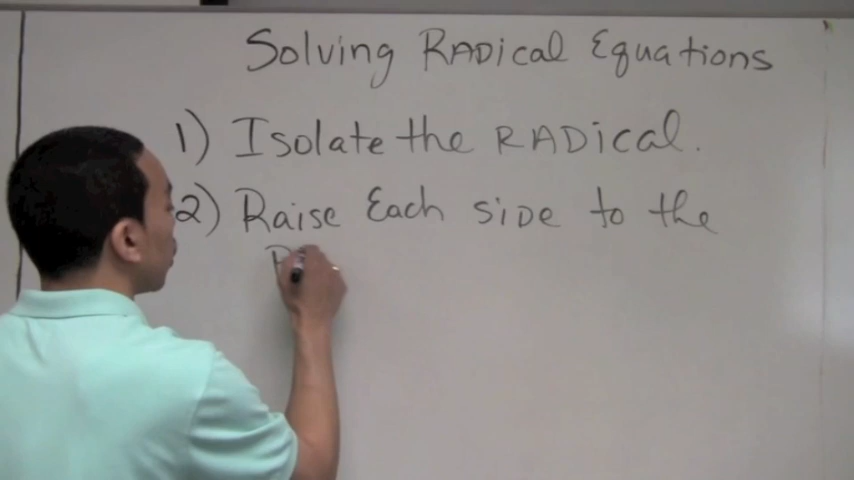 Solving RADical Equations
1) Isolate the RADical.
2) Raise Each SIDE to the